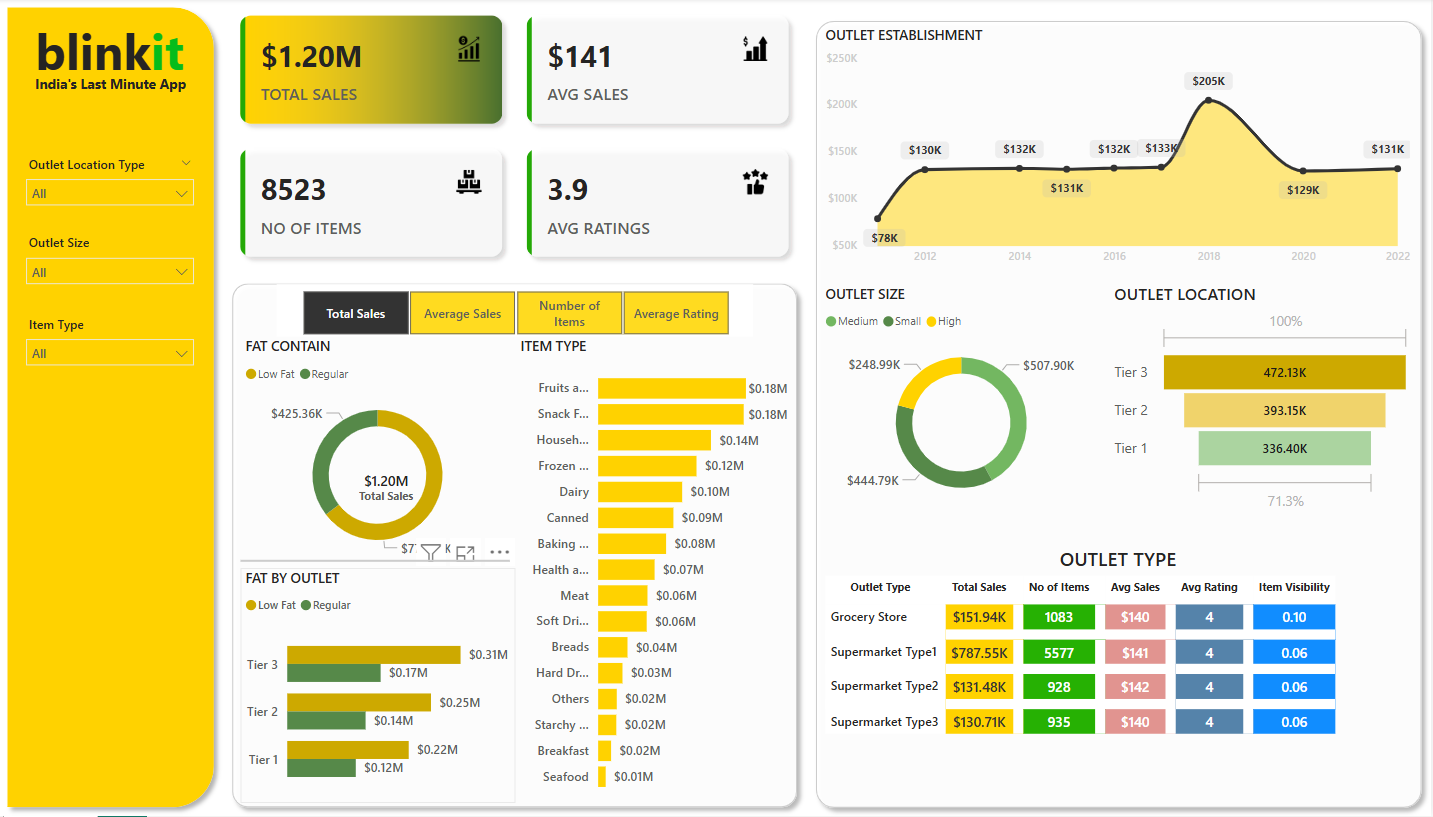 blinkit
India's Last Minute App
Outlet Location Type
All
Outlet Size
All
Item Type
All
$1.20M
TOTAL SALES
$141
AVG SALES
8523
NO OF ITEMS
3.9
AVG RATINGS
Total Sales
Average Sales
Number of
Items
Average Rating
FAT CONTAIN
Low Fat Regular
$425.36K
$1.20M
Total Sales
FAT BY OUTLET
Low Fat Regular
Tier 3 $0.31M
$0.17M
Tier 2 $0.25M
$0.14M
Tier 1 $0.22M
$0.12M
ITEM TYPE
Fruits a... $0.18M
Snack F... $0.18M
Househ... $0.14M
Frozen ... $0.12M
Dairy $0.10M
Canned $0.09M
Baking ... $0.08M
Health a... $0.07M
Meat $0.06M
Soft Dri... $0.06M
Breads $0.04M
Hard Dr... $0.03M
Others $0.02M
Starchy ... $0.02M
Breakfast $0.02M
Seafood $0.01M
OUTLET ESTABLISHMENT
$250K
$200K
$150K
$100K
$50K
$78K
$130K
$132K
$131K
$132K
$133K
$205K
$129K
$131K
2012 2014 2016 2018 2020 2022
OUTLET SIZE
Medium Small High
$248.99K
$507.90K
$444.79K
OUTLET LOCATION
100%
Tier 3 472.13K
Tier 2 393.15K
Tier 1 336.40K
71.3%
OUTLET TYPE
Outlet Type Total Sales No of Items Avg Sales Avg Rating Item Visibility
Grocery Store $151.94K 1083 $140 4 0.10
Supermarket Type1 $787.55K 5577 $141 4 0.06
Supermarket Type2 $131.48K 928 $142 4 0.06
Supermarket Type3 $130.71K 935 $140 4 0.06